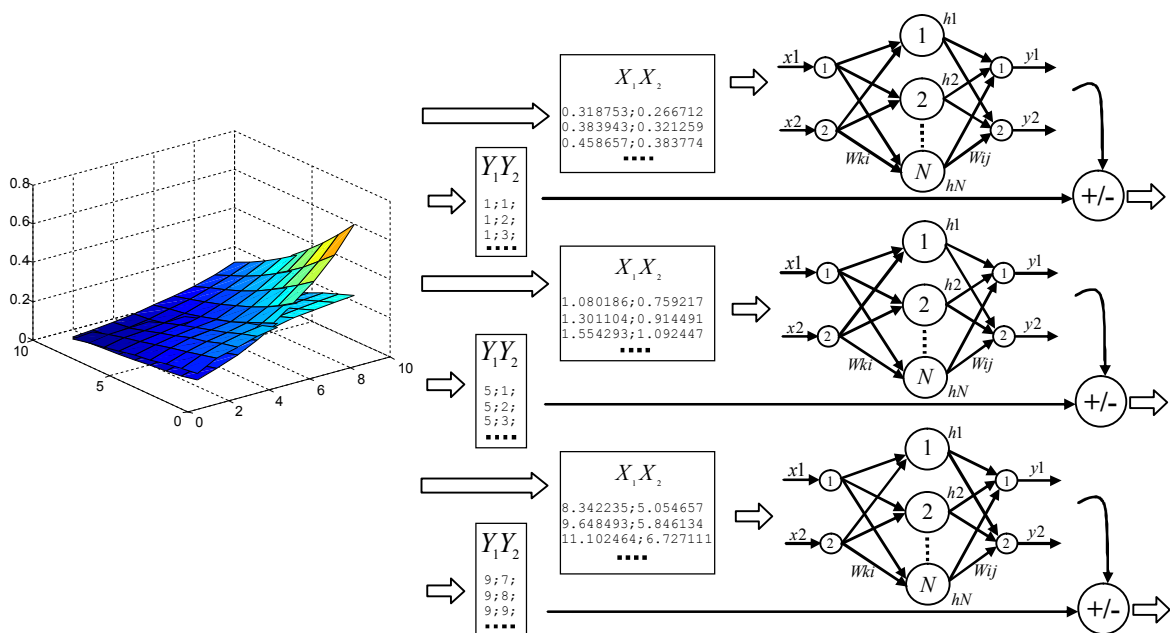 0.8
0.6
0.4
0.2
0
10
5
0
0
2
4
6
8
10
X1 X2
0.318753;0.266712
0.383943;0.321259
0.458657;0.383774
....
Y1Y2
1;1;
1;2;
1;3;
....
x1
x2
1
2
1
2
N
h1
h2
hN
Wki
Wij
1
2
y1
y2
+/-
X1 X2
1.080186;0.759217
1.301104;0.914491
1.554293;1.092447
....
Y1Y2
5;1;
5;2;
5;3;
....
x1
x2
1
2
1
2
N
h1
h2
hN
Wki
Wij
1
2
y1
y2
+/-
X1 X2
8.342235;5.054657
9.648493;5.846134
11.102464;6.727111
....
Y1Y2
9;7;
9;8;
9;9;
....
x1
x2
1
2
1
2
N
h1
h2
hN
Wki
Wij
1
2
y1
y2
+/-